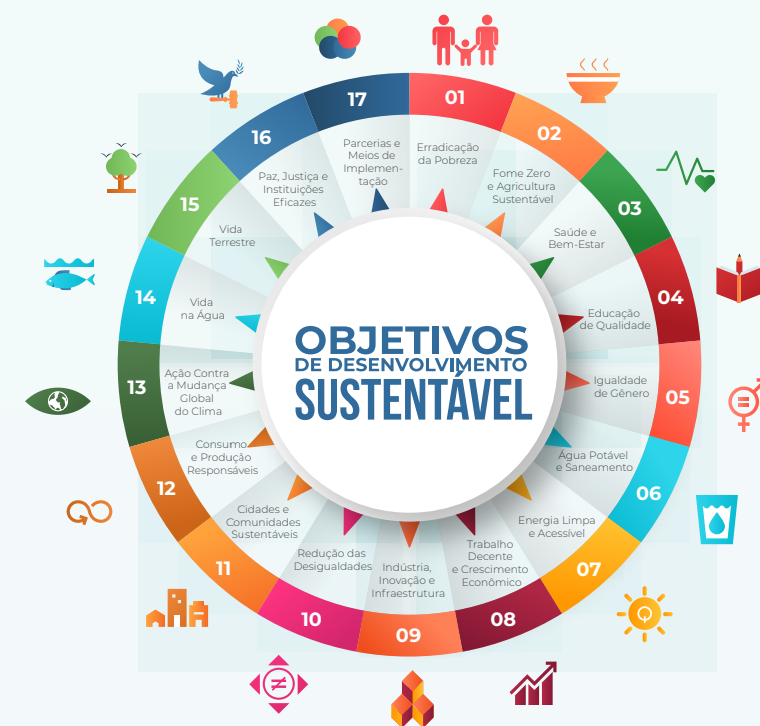 OBJETIVOS
DE DESENVOLVIMENTO
SUSTENTÁVEL
01
Erradicação
da Pobreza
02
Fome Zero
e Agricultura
Sustentável
03
Saúde e
Bem-Estar
04
Educação
de Qualidade
05
Igualdade
de Gênero
06
Água Potável
e Saneamento
07
Energia Limpa
e Acessível
08
Trabalho
Decente
e Crescimento
Econômico
09
Indústria,
Inovação e
Infraestrutura
10
Redução das
Desigualdades
11
Cidades e
Comunidades
Sustentáveis
12
Consumo
e Produção
Responsáveis
13
Ação Contra
a Mudança
Global
do Clima
14
Vida
na Água
15
Vida
Terrestre
16
Paz, Justiça e
Instituições
Eficazes
17
Parcerias e
Meios de
Implemen-
tação